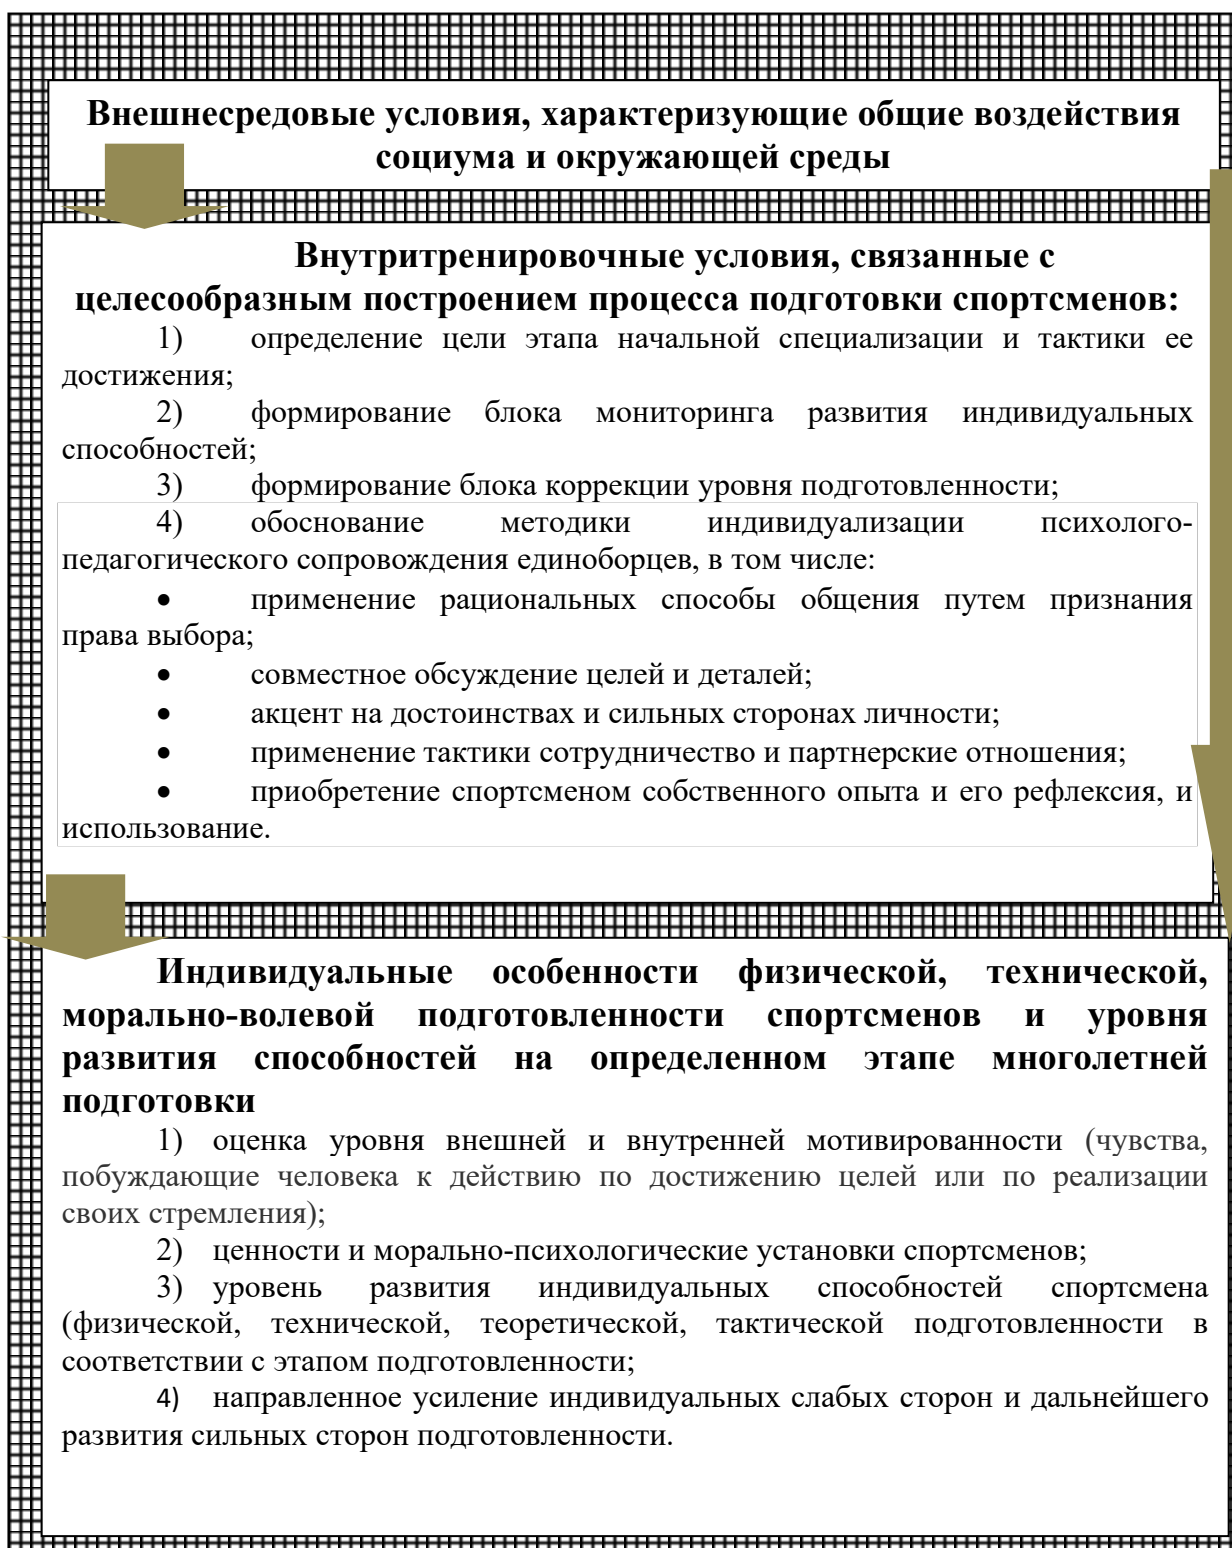 Внешнесредовые условия, характеризующие общие воздействия
социума и окружающей среды
Внутритренировочные условия, связанные с
целесообразным построением процесса подготовки спортсменов:
1) определение цели этапа начальной специализации и тактики ее
достижения;
2) формирование блока мониторинга развития индивидуальных
способностей;
3) формирование блока коррекции уровня подготовленности;
4) обоснование методики индивидуализации психолого-
педагогического сопровождения единоборцев, в том числе:
• применение рациональных способы общения путем признания
права выбора;
• совместное обсуждение целей и деталей;
• акцент на достоинствах и сильных сторонах личности;
• применение тактики сотрудничество и партнерские отношения;
• приобретение спортсменом собственного опыта и его рефлексия, и
использование.
Индивидуальные особенности физической, технической,
морально-волевой подготовленности спортсменов и уровня
развития способностей на определенном этапе многолетней
подготовки
1) оценка уровня внешней и внутренней мотивированности (чувства,
побуждающие человека к действию по достижению целей или по реализации
своих стремления);
2) ценности и морально-психологические установки спортсменов;
3) уровень развития индивидуальных способностей спортсмена
(физической, технической, теоретической, тактической подготовленности в
соответствии с этапом подготовленности;
4) направленное усиление индивидуальных слабых сторон и дальнейшего
развития сильных сторон подготовленности.